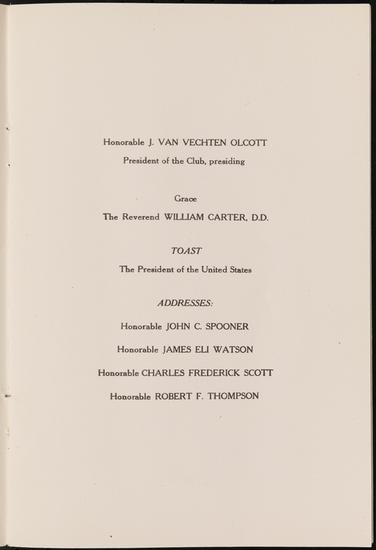 Honorable J. VAN VECHTEN OLCOTT
President of the Club, presiding
Grace
The Reverend WILLIAM CARTER, D.D.
TOAST
The President of the United States
ADDRESSES:
Honorable JOHN C. SPOONER
Honorable JAMES ELI WATSON
Honorable CHARLES FREDERICK SCOTT
Honorable ROBERT F. THOMPSON